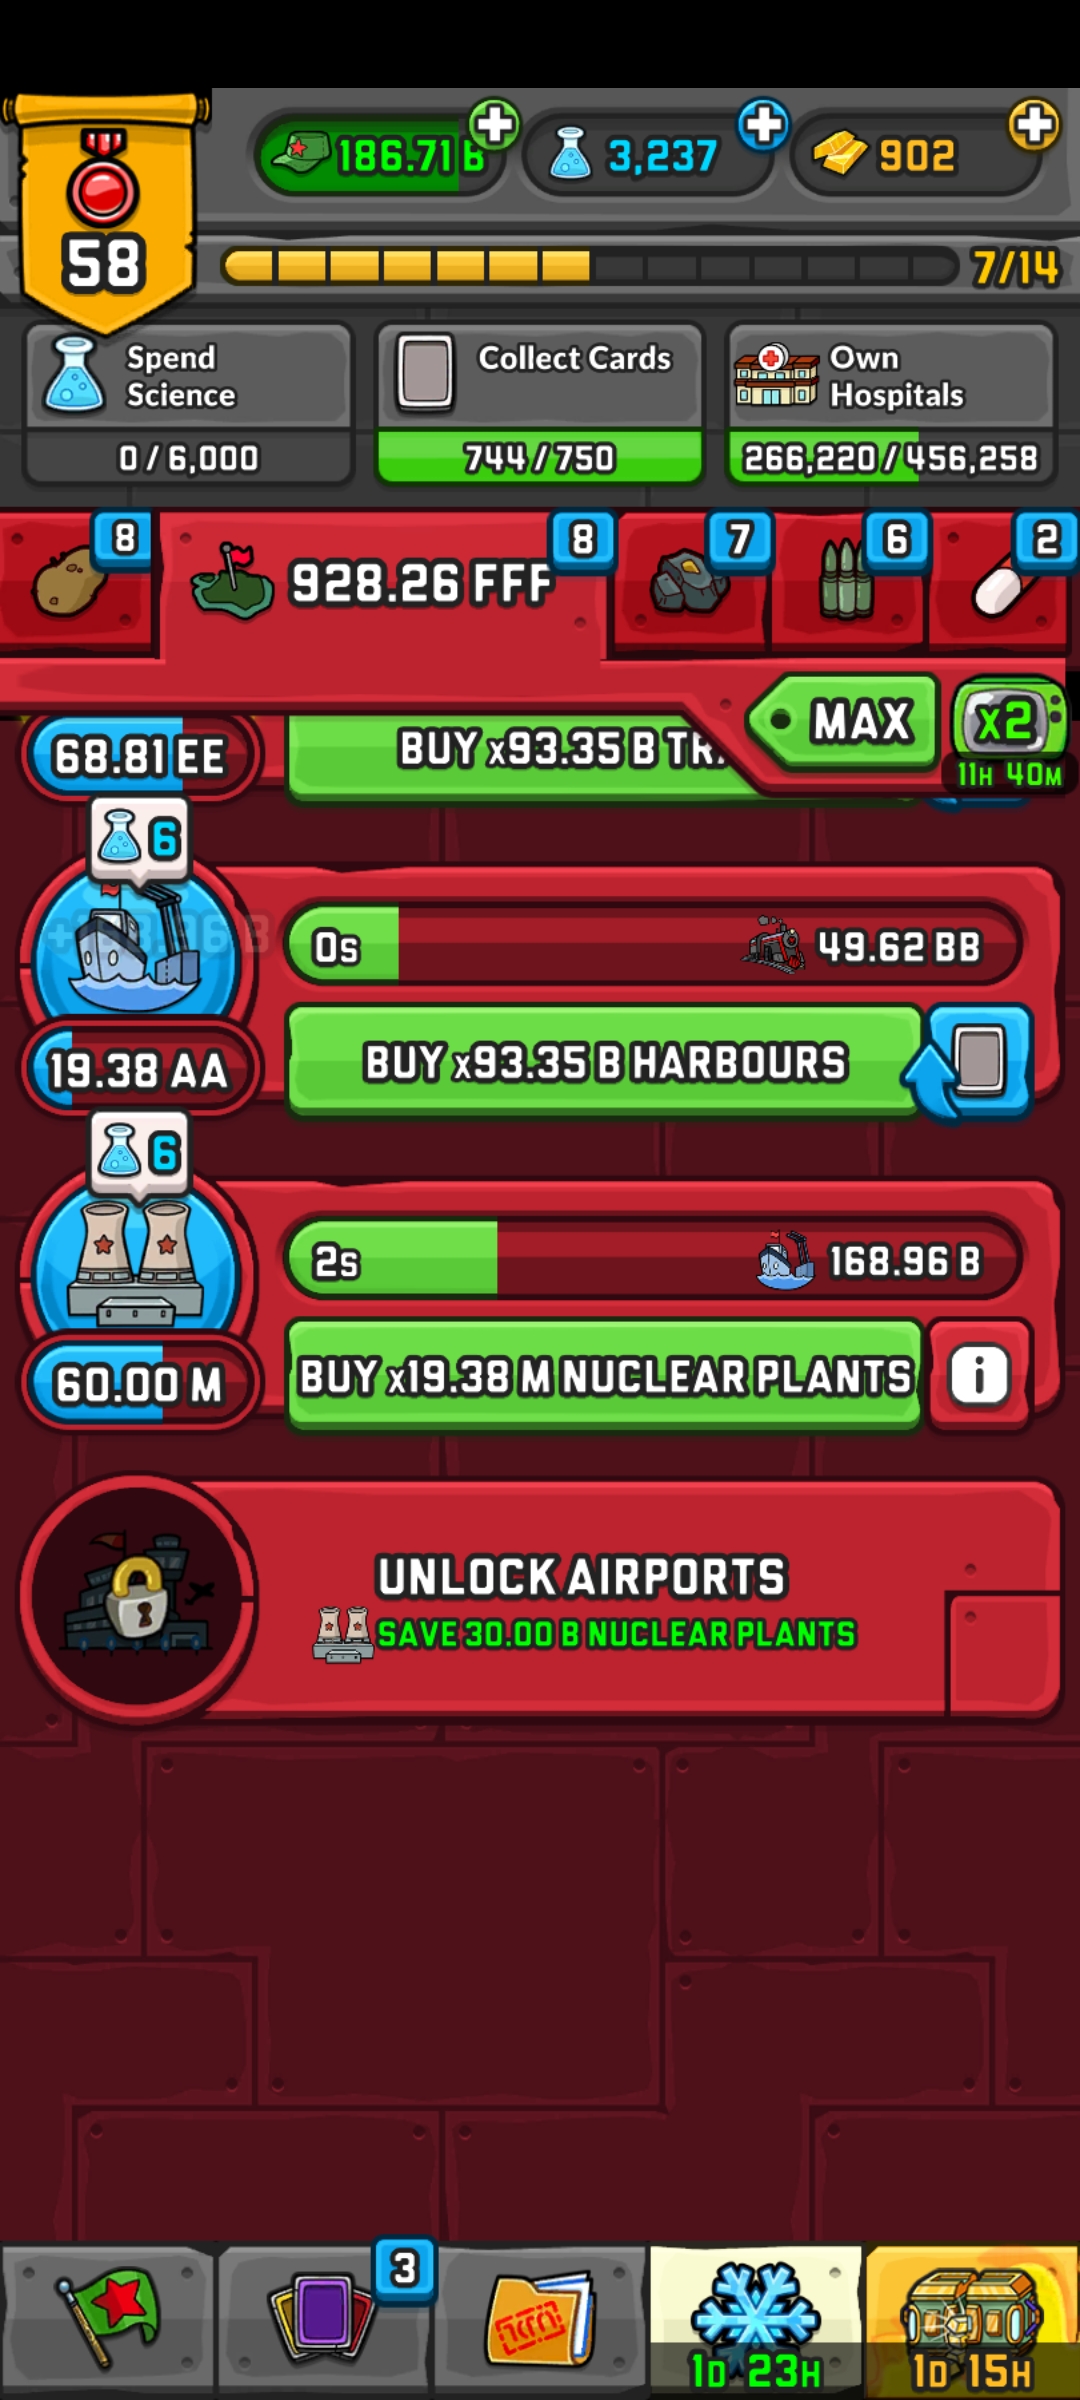 58
186.71 B
3,237
902
7/14
Spend
Science
0 / 6,000
Collect Cards
744 / 750
Own
Hospitals
266,220 / 456,258
8
928.26 FFF
8
7
6
2
MAX
x2
11H 40M
68.81 EE
BUY x93.35 B
6
0s
49.62 BB
19.38 AA
BUY x93.35 B HARBOURS
6
2s
168.96 B
60.00 M
BUY x19.38 M NUCLEAR PLANTS
i
UNLOCK AIRPORTS
SAVE 30.00 B NUCLEAR PLANTS
3
1D 23H
1D 15H